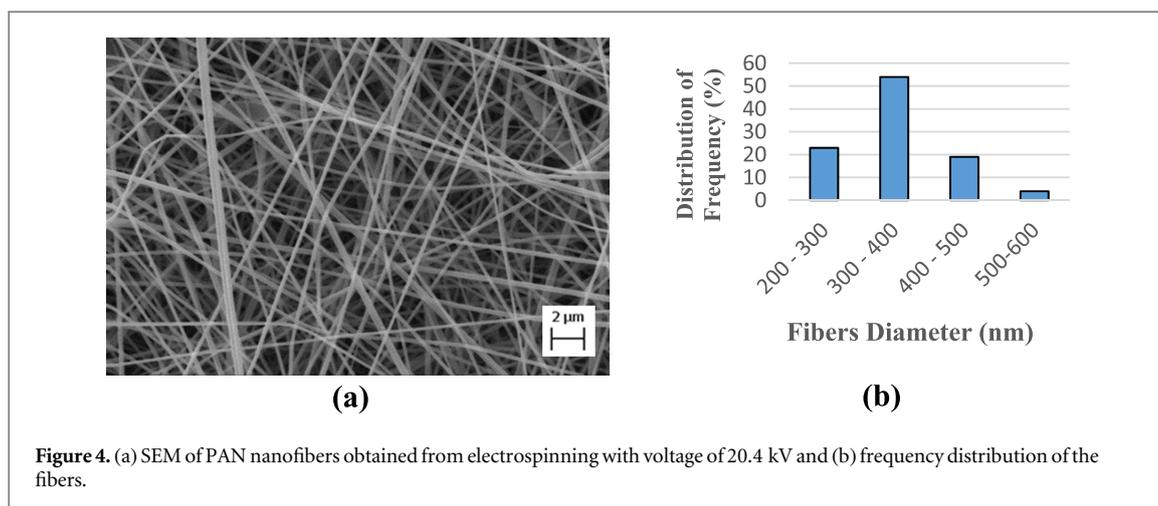 2 μm
(a)
Distribution of
Frequency (%)
60
50
40
30
20
10
0
200 - 300
300 - 400
400 - 500
500-600
Fibers Diameter (nm)
(b)
Figure 4. (a) SEM of PAN nanofibers obtained from electrospinning with voltage of 20.4 kV and (b) frequency distribution of the
fibers.